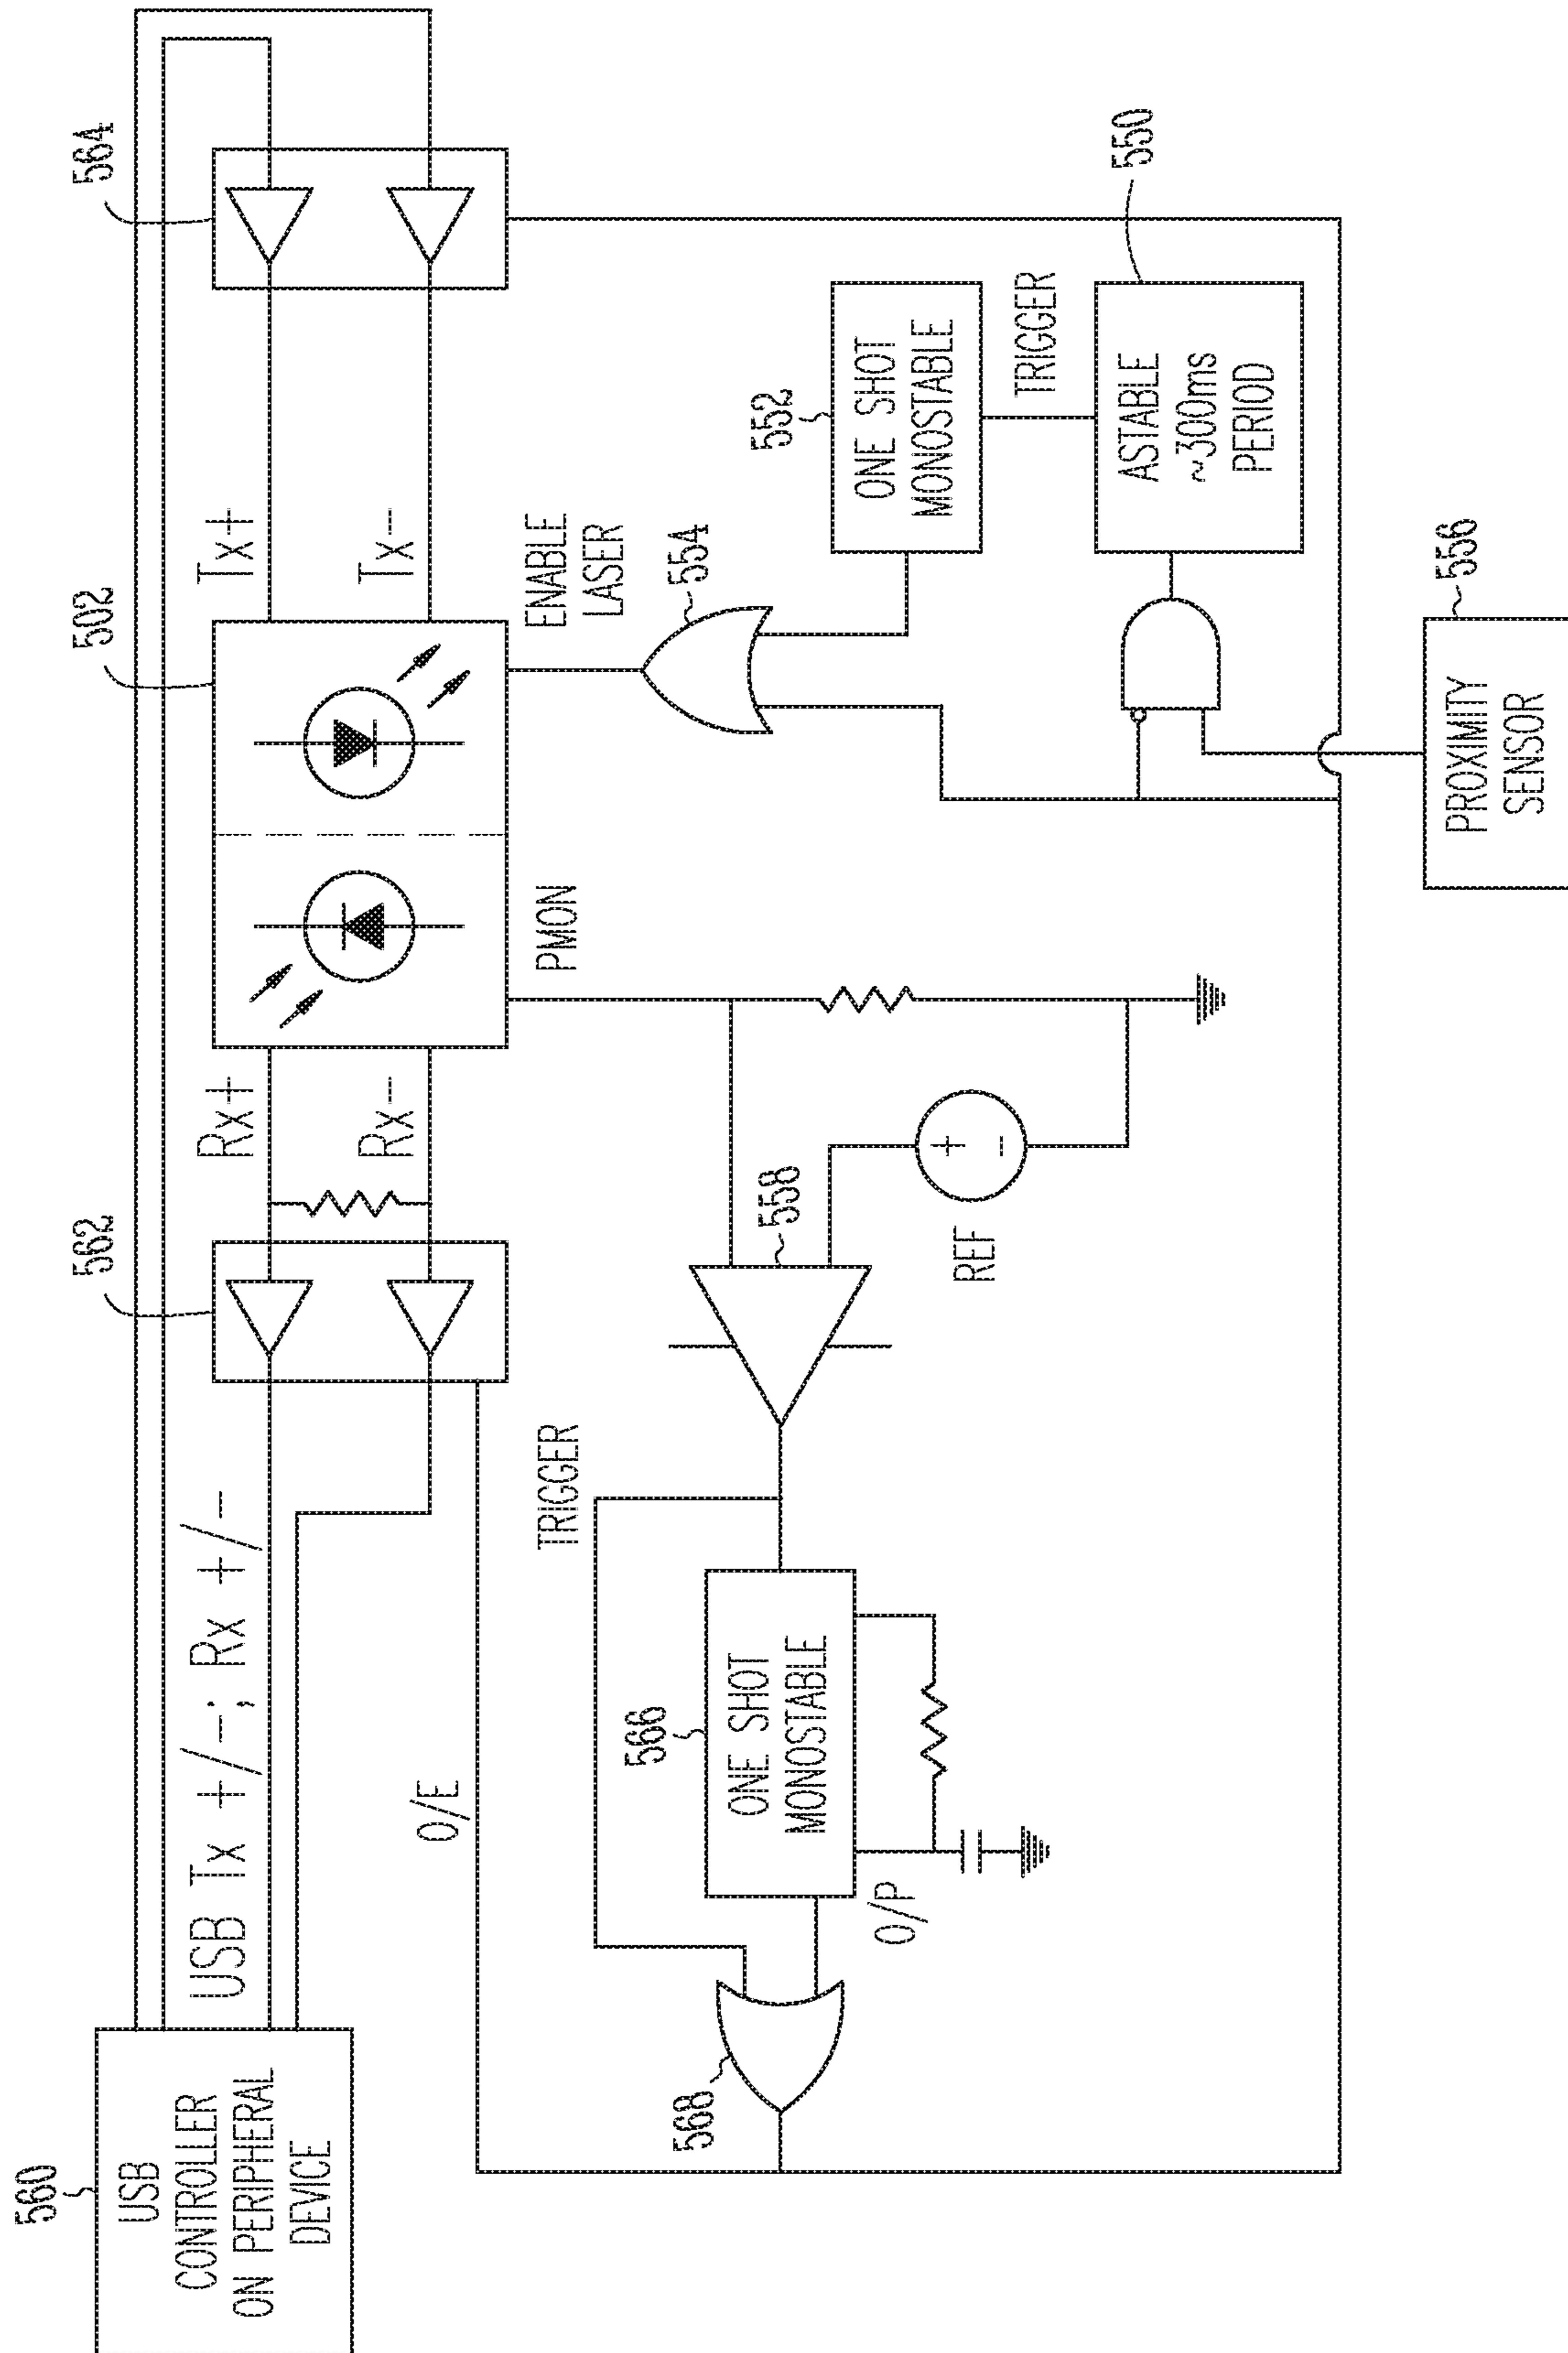 560
USB
CONTROLLER
ON PERIPHERAL
DEVICE
USB Tx +/-; Rx +/-
562
Rx+
Rx-
502
Tx+
Tx-
564
O/E
TRIGGER
PMON
ENABLE
LASER
554
552
ONE SHOT
MONOSTABLE
TRIGGER
550
ASTABLE
~300ms
PERIOD
566
ONE SHOT
MONOSTABLE
558
REF
+
-
568
O/P
556
PROXIMITY
SENSOR